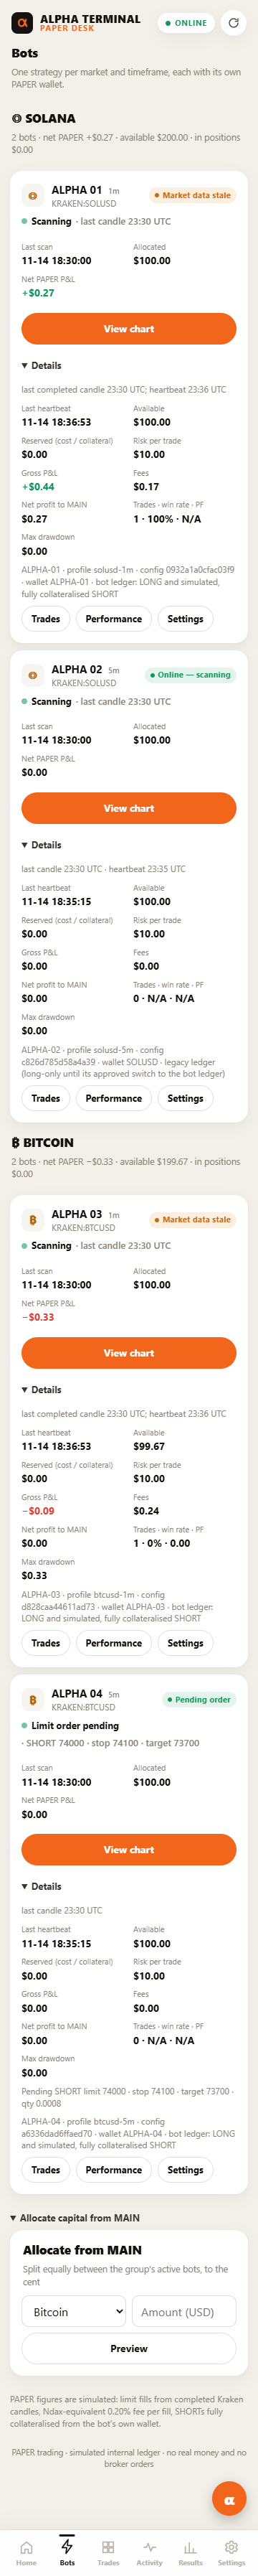 α ALPHA TERMINAL
PAPER DESK
ONLINE
Bots
One strategy per market and timeframe, each with its own
PAPER wallet.
SOLANA
2 bots · net PAPER +$0.27 · available $200.00 · in positions
$0.00
ALPHA 01 1m
KRAKEN:SOLUSD
Market data stale
Scanning · last candle 23:30 UTC
Last scan Allocated
11-14 18:30:00 $100.00
Net PAPER P&L
+$0.27
View chart
▼ Details
last completed candle 23:30 UTC; heartbeat 23:36 UTC
Last heartbeat Available
11-14 18:36:53 $100.00
Reserved (cost / collateral) Risk per trade
$0.00 $10.00
Gross P&L Fees
+$0.44 $0.17
Net profit to MAIN Trades · win rate · PF
$0.27 1 · 100% · N/A
Max drawdown
$0.00
ALPHA-01 · profile solusd-1m · config 0932a1a0cfac03f9
· wallet ALPHA-01 · bot ledger: LONG and simulated,
fully collateralised SHORT
Trades Performance Settings
ALPHA 02 5m
KRAKEN:SOLUSD
Online — scanning
Scanning · last candle 23:30 UTC
Last scan Allocated
11-14 18:30:00 $100.00
Net PAPER P&L
$0.00
View chart
▼ Details
last candle 23:30 UTC · heartbeat 23:35 UTC
Last heartbeat Available
11-14 18:35:15 $100.00
Reserved (cost / collateral) Risk per trade
$0.00 $10.00
Gross P&L Fees
$0.00 $0.00
Net profit to MAIN Trades · win rate · PF
$0.00 0 · N/A · N/A
Max drawdown
$0.00
ALPHA-02 · profile solusd-5m · config
c826d785d58a4a39 · wallet SOLUSD · legacy ledger
(long-only until its approved switch to the bot ledger)
Trades Performance Settings
₿ BITCOIN
2 bots · net PAPER −$0.33 · available $199.67 · in positions
$0.00
₿ ALPHA 03 1m
KRAKEN:BTCUSD
Market data stale
Scanning · last candle 23:30 UTC
Last scan Allocated
11-14 18:30:00 $100.00
Net PAPER P&L
−$0.33
View chart
▼ Details
last completed candle 23:30 UTC; heartbeat 23:36 UTC
Last heartbeat Available
11-14 18:36:53 $99.67
Reserved (cost / collateral) Risk per trade
$0.00 $10.00
Gross P&L Fees
−$0.09 $0.24
Net profit to MAIN Trades · win rate · PF
$0.00 1 · 0% · 0.00
Max drawdown
$0.33
ALPHA-03 · profile btcusd-1m · config
d828caa44611ad73 · wallet ALPHA-03 · bot ledger:
LONG and simulated, fully collateralised SHORT
Trades Performance Settings
₿ ALPHA 04 5m
KRAKEN:BTCUSD
Pending order
Limit order pending
· SHORT 74000 · stop 74100 · target 73700
Last scan Allocated
11-14 18:30:00 $100.00
Net PAPER P&L
$0.00
View chart
▼ Details
last candle 23:30 UTC
Last heartbeat Available
11-14 18:35:15 $100.00
Reserved (cost / collateral) Risk per trade
$0.00 $10.00
Gross P&L Fees
$0.00 $0.00
Net profit to MAIN Trades · win rate · PF
$0.00 0 · N/A · N/A
Max drawdown
$0.00
Pending SHORT limit 74000 · stop 74100 · target 73700 ·
qty 0.0008
ALPHA-04 · profile btcusd-5m · config
a6336dad6ffaed70 · wallet ALPHA-04 · bot ledger: LONG
and simulated, fully collateralised SHORT
Trades Performance Settings
▼ Allocate capital from MAIN
Allocate from MAIN
Split equally between the group's active bots, to the
cent
Bitcoin Amount (USD)
Preview
PAPER figures are simulated: limit fills from completed Kraken
candles, Ndax-equivalent 0.20% fee per fill, SHORTs fully
collateralised from the bot's own wallet.
PAPER trading · simulated internal ledger · no real money and no
broker orders
α
Home Bots Trades Activity Results Settings